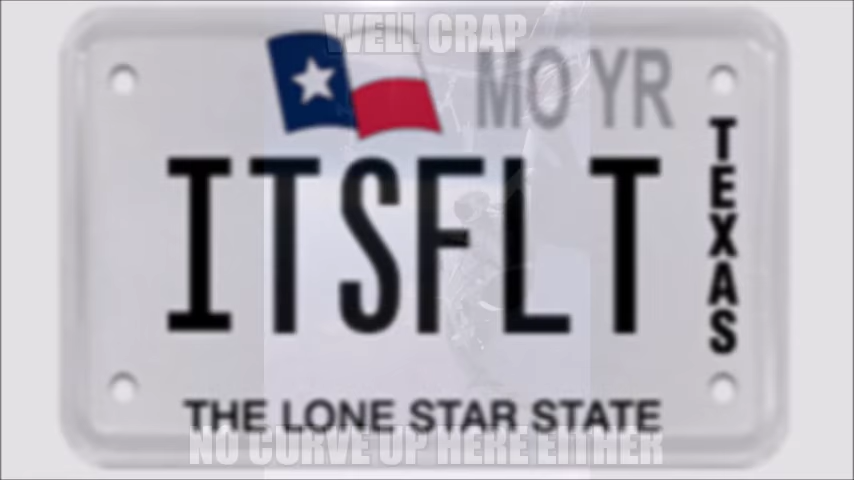 WELL CRAP
MO YR
ITSFLT
TEXAS
THE LONE STAR STATE
NO CURVE UP HERE EITHER